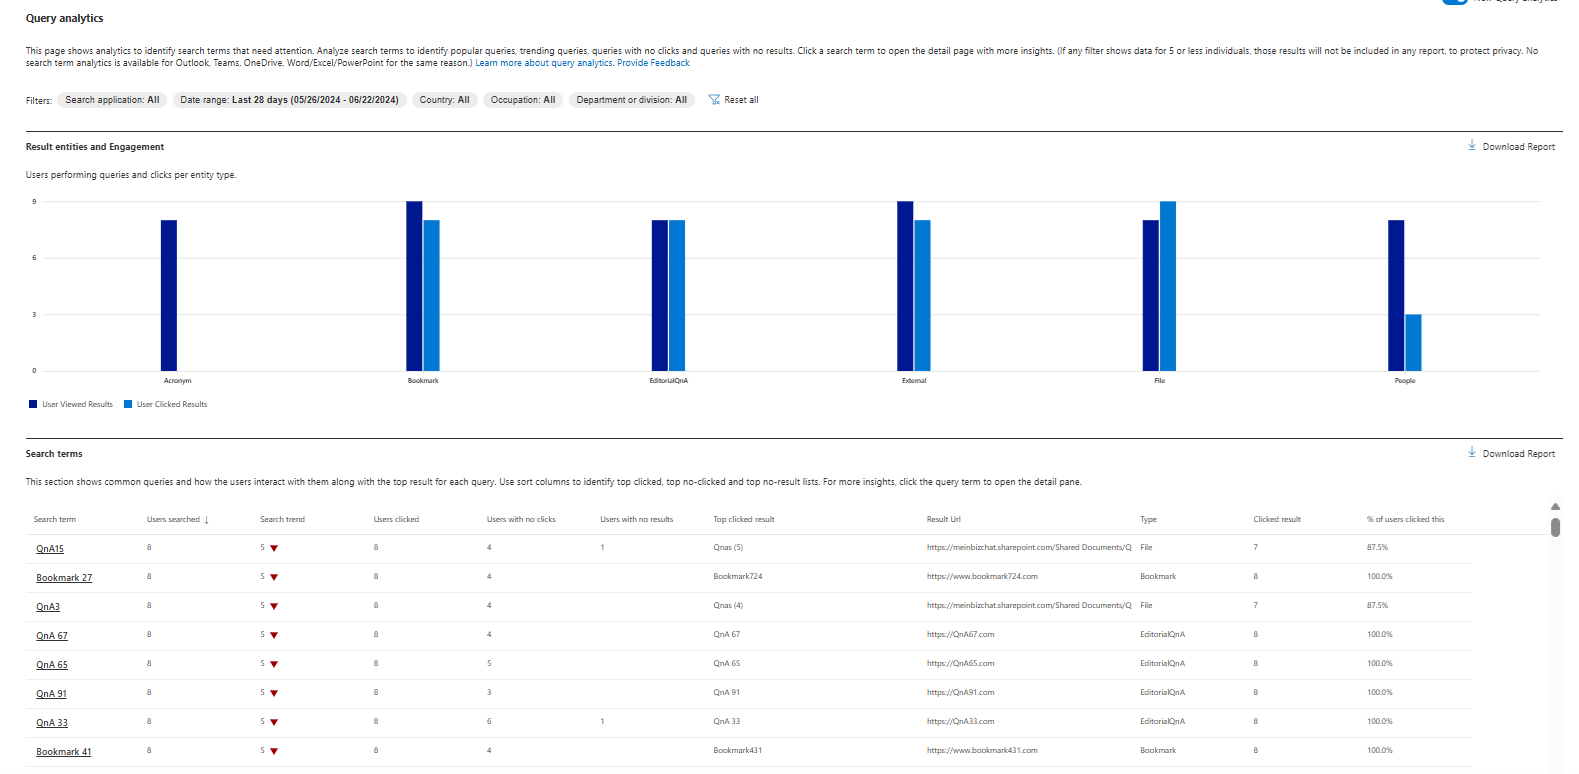 Query analytics
This page shows analytics to identify search terms that need attention. Analyze search terms to identify popular queries, trending queries, queries with no clicks and queries with no results. Click a search term to open the detail page with more insights. (If any filter shows data for 5 or less individuals, those results will not be included in any report, to protect privacy. No
search term analytics is available for Outlook, Teams, OneDrive, Word/Excel/PowerPoint for the same reason.) Learn more about query analytics. Provide Feedback
Filters: Search application: All Date range: Last 28 days (05/26/2024 - 06/22/2024) Country: All Occupation: All Department or division: All Reset all
Result entities and Engagement Download Report
Users performing queries and clicks per entity type.
9
6
3
0
Acronym Bookmark EditorialQnA External File People
User Viewed Results User Clicked Results
Search terms Download Report
This section shows common queries and how the users interact with them along with the top result for each query. Use sort columns to identify top clicked, top no-clicked and top no-result lists. For more insights, click the query term to open the detail pane.
Search term Users searched ↓ Search trend Users clicked Users with no clicks Users with no results Top clicked result Result Url Type Clicked result % of users clicked this
QnA15 8 5 ▼ 8 4 1 Qnas (5) https://meinbizchat.sharepoint.com/Shared Documents/Q File 7 87.5%
Bookmark 27 8 5 ▼ 8 4 Bookmark724 https://www.bookmark724.com Bookmark 8 100.0%
QnA3 8 5 ▼ 8 4 Qnas (4) https://meinbizchat.sharepoint.com/Shared Documents/Q File 7 87.5%
QnA 67 8 5 ▼ 8 4 QnA 67 https://QnA67.com EditorialQnA 8 100.0%
QnA 65 8 5 ▼ 8 5 QnA 65 https://QnA65.com EditorialQnA 8 100.0%
QnA 91 8 5 ▼ 8 3 QnA 91 https://QnA91.com EditorialQnA 8 100.0%
QnA 33 8 5 ▼ 8 6 1 QnA 33 https://QnA33.com EditorialQnA 8 100.0%
Bookmark 41 8 5 ▼ 8 4 Bookmark431 https://www.bookmark431.com Bookmark 8 100.0%